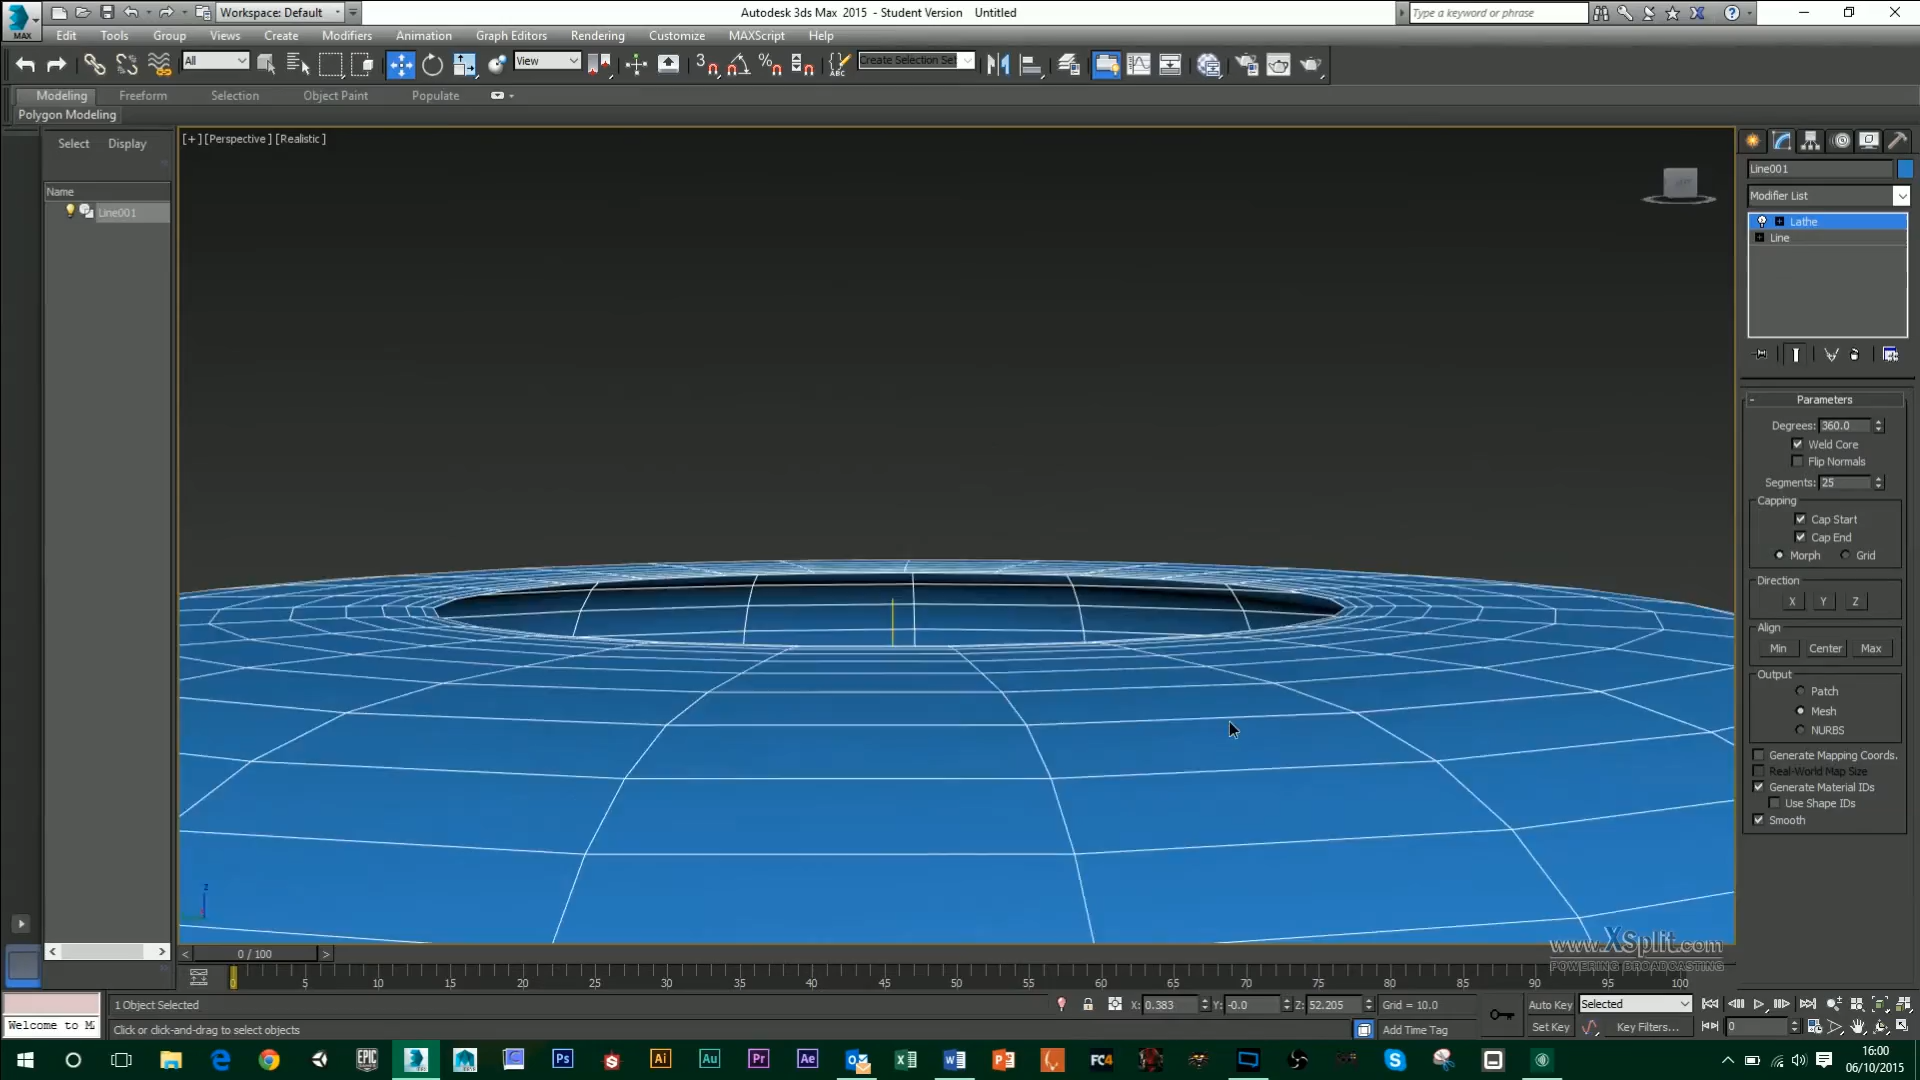 Workspace: Default
Autodesk 3ds Max 2015 - Student Version Untitled
Type a keyword or phrase
MAX
Edit Tools Group Views Create Modifiers Animation Graph Editors Rendering Customize MAXScript Help
All
View
Create Selection Set
Modeling Freeform Selection Object Paint Populate
Polygon Modeling
Select Display
Name
Line001
[+] [Perspective] [Realistic]
Line001
Modifier List
Lathe
Line
Parameters
Degrees: 360.0
Weld Core
Flip Normals
Segments: 25
Capping
Cap Start
Cap End
Morph Grid
Direction
X Y Z
Align
Min Center Max
Output
Patch
Mesh
NURBS
Generate Mapping Coords.
Real-World Map Size
Generate Material IDs
Use Shape IDs
Smooth
z
www.XSplit.com
POWERING BROADCASTING
0 / 100
0 5 10 15 20 25 30 35 40 45 50 55 60 65 70 75 80 85 90 95 100
1 Object Selected
X: 0.383 Y: -0.0 Z: 52.205 Grid = 10.0
Auto Key Selected
Welcome to M
Click or click-and-drag to select objects
Add Time Tag
Set Key Key Filters...
0
EPIC
Ps Ai Au Pr Ae FC4
16:00
06/10/2015